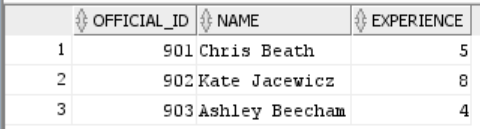 OFFICIAL_ID NAME EXPERIENCE
1 901 Chris Beath 5
2 902 Kate Jacewicz 8
3 903 Ashley Beecham 4